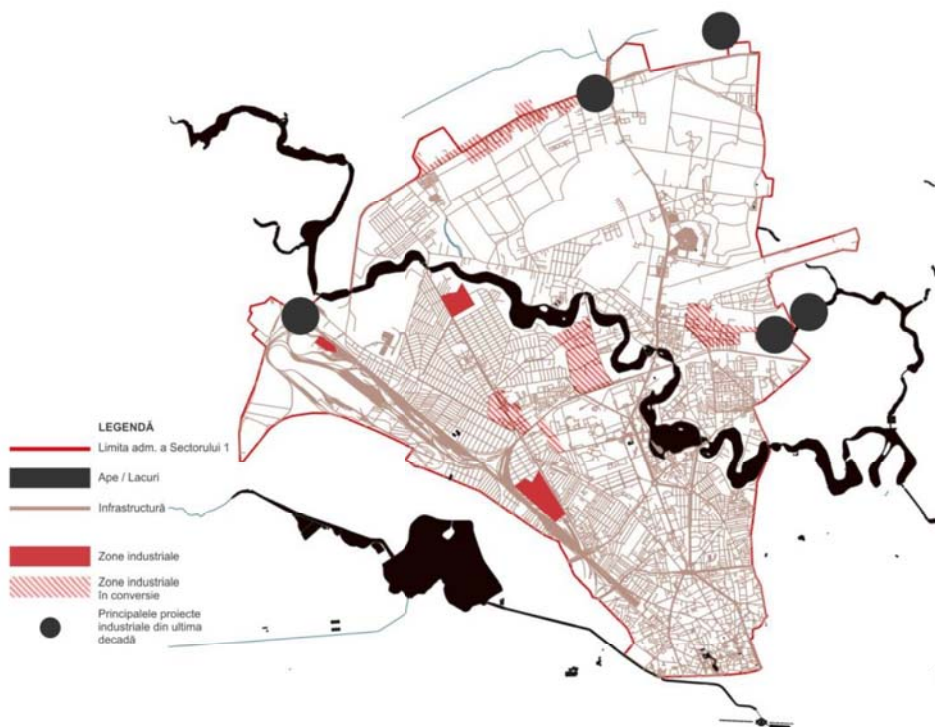 LEGENDĂ
Limita adm. a Sectorului 1
Ape / Lacuri
Infrastructură
Zone industriale
Zone industriale
în conversie
Principalele proiecte
industriale din ultima
decadă